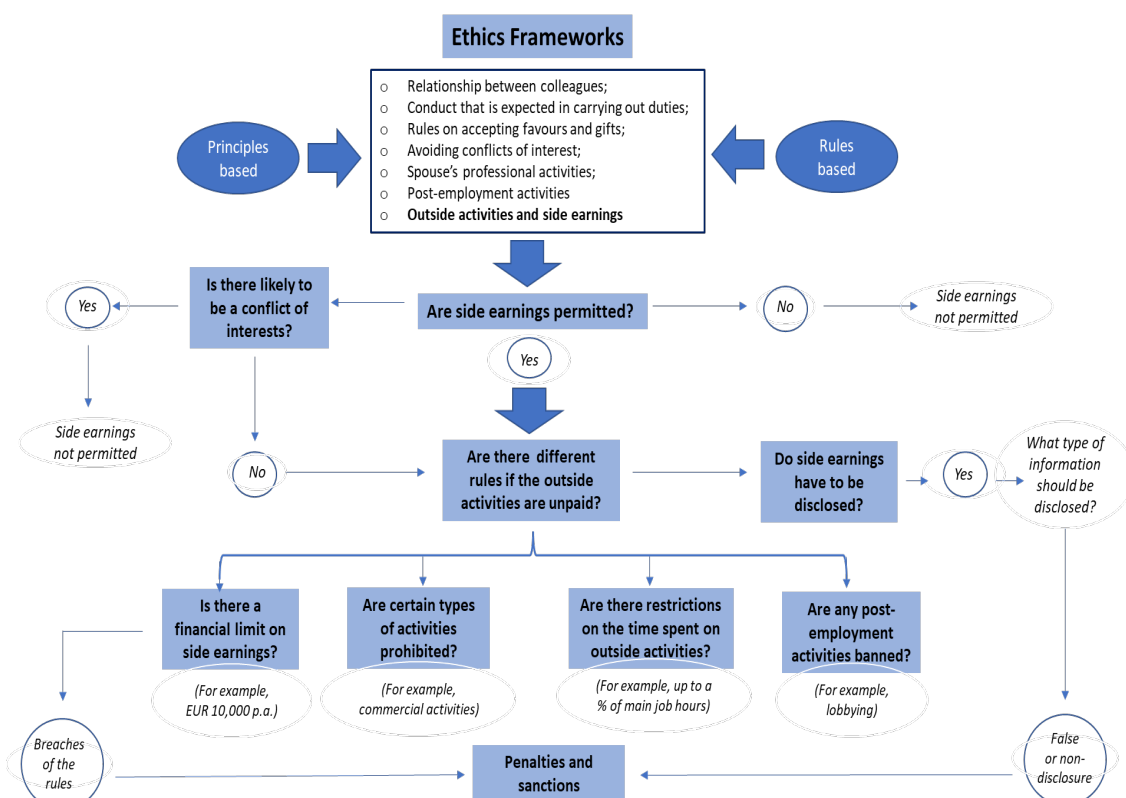 Ethics Frameworks
Principles
based
o Relationship between colleagues;
o Conduct that is expected in carrying out duties;
o Rules on accepting favours and gifts;
o Avoiding conflicts of interest;
o Spouse's professional activities;
o Post-employment activities
o Outside activities and side earnings
Rules
based
Yes
Is there likely to
be a conflict of
interests?
Are side earnings permitted?
No
Side earnings
not permitted
Yes
Side earnings
not permitted
No
Are there different
rules if the outside
activities are unpaid?
Do side earnings
have to be
disclosed?
Yes
What type of
information
should be
disclosed?
Is there a
financial limit on
side earnings?
(For example,
EUR 10,000 p.a.)
Are certain types
of activities
prohibited?
(For example,
commercial activities)
Are there restrictions
on the time spent on
outside activities?
(For example, up to a
% of main job hours)
Are any post-
employment
activities banned?
(For example,
lobbying)
Breaches
of the
rules
Penalties and
sanctions
False
or non-
disclosure